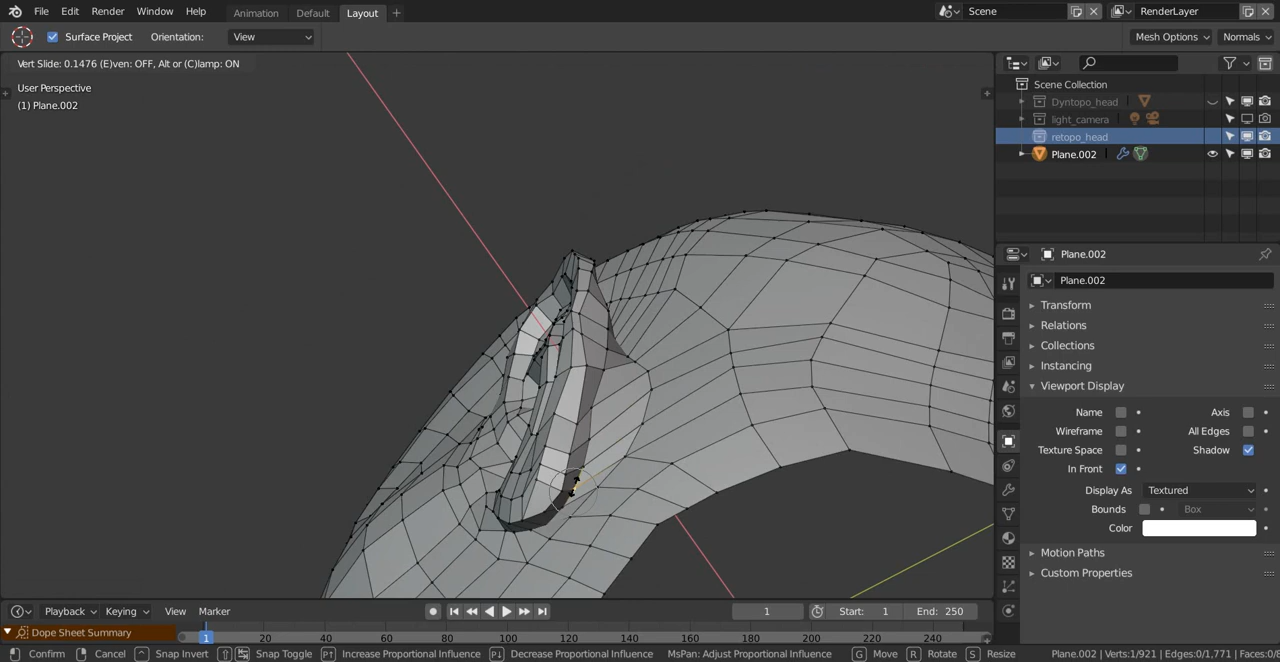 File Edit Render Window Help Animation Default Layout + Scene RenderLayer
Surface Project Orientation: View Mesh Options Normals
Vert Slide: 0.1476 (E)ven: OFF, Alt or (C)lamp: ON
User Perspective
(1) Plane.002
Scene Collection
Dyntopo_head
light_camera
retopo_head
Plane.002
Plane.002
Plane.002
Transform
Relations
Collections
Instancing
Viewport Display
Name Axis
Wireframe All Edges
Texture Space Shadow
In Front
Display As Textured
Bounds Box
Color
Motion Paths
Custom Properties
Playback Keying View Marker 1 Start: 1 End: 250
Dope Sheet Summary 1 20 40 60 80 100 120 140 160 180 200 220 240
Confirm Cancel Snap Invert Snap Toggle Increase Proportional Influence Decrease Proportional Influence MsPan: Adjust Proportional Influence G Move R Rotate S Resize Plane.002 | Verts:1/921 | Edges:0/1,771 | Faces:0/8